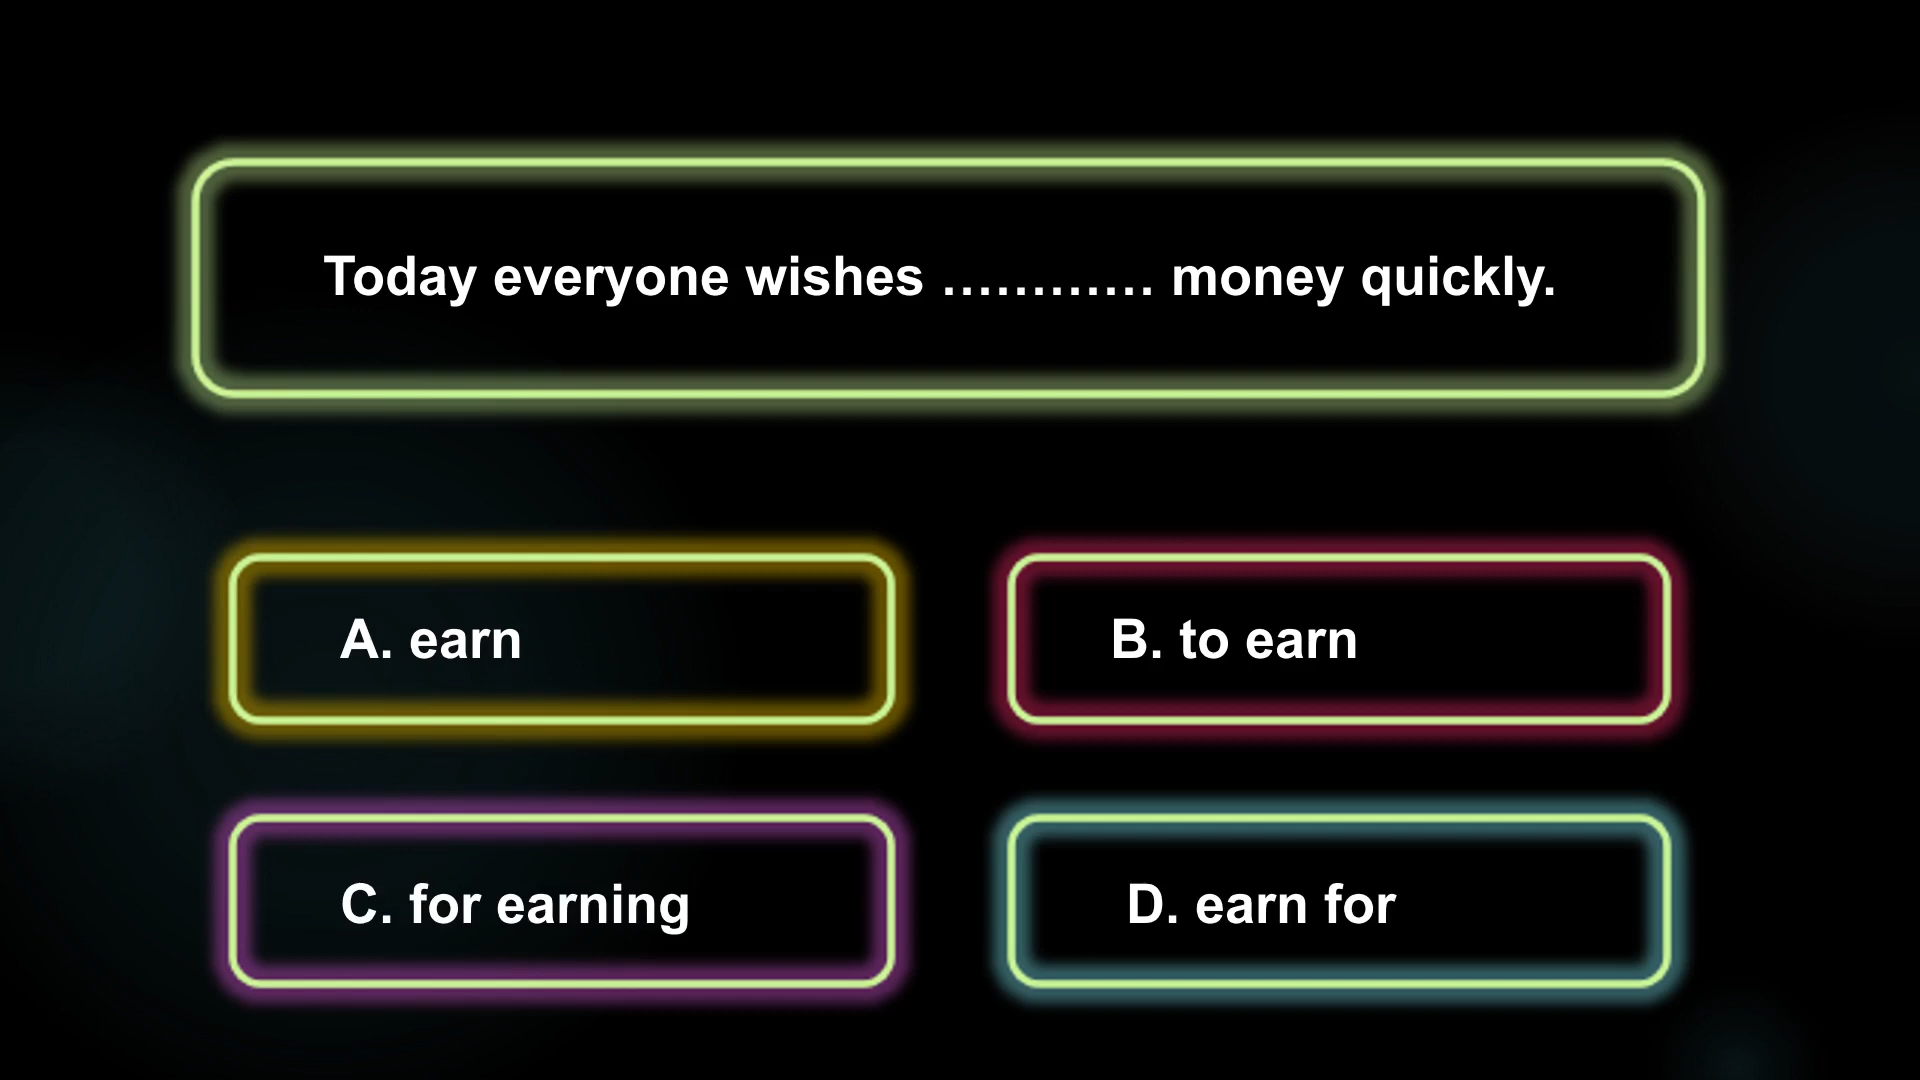 Today everyone wishes ………… money quickly.
A. earn
B. to earn
C. for earning
D. earn for